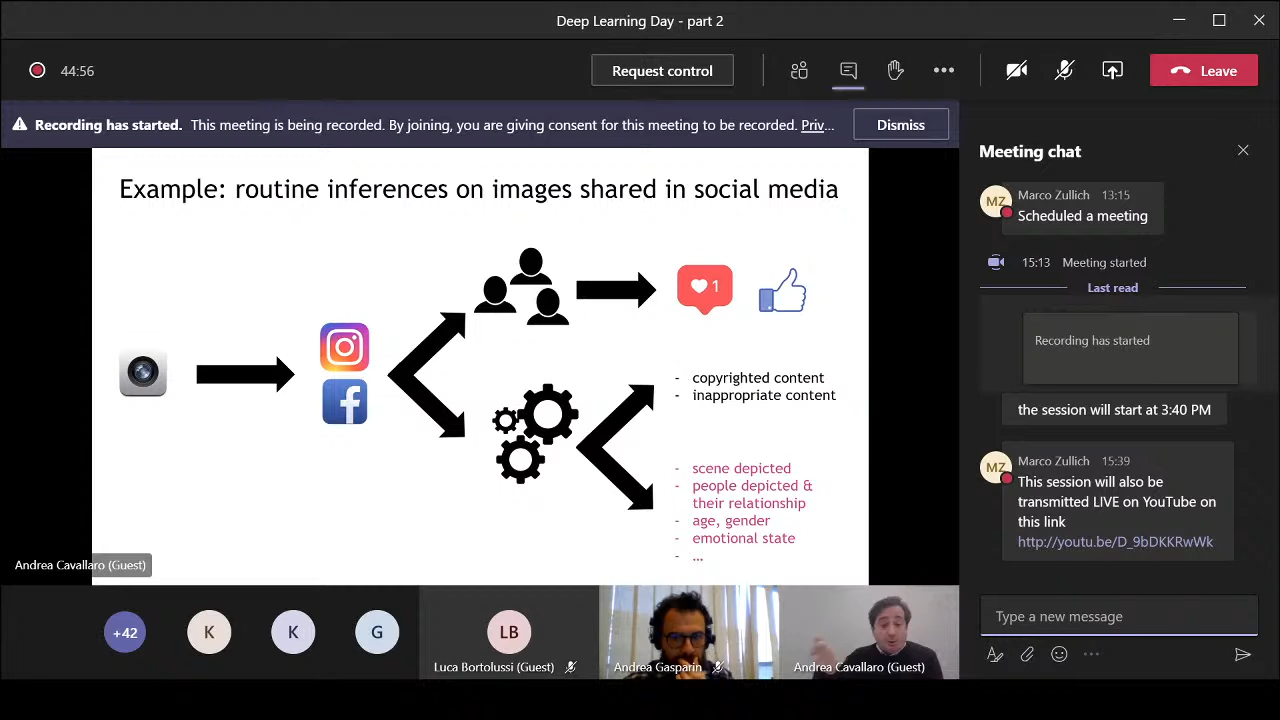 Deep Learning Day - part 2
44:56
Request control
Leave
Recording has started. This meeting is being recorded. By joining, you are giving consent for this meeting to be recorded. Priv...
Dismiss
Example: routine inferences on images shared in social media
1
- copyrighted content
- inappropriate content
- scene depicted
- people depicted &
their relationship
- age, gender
- emotional state
- ...
Andrea Cavallaro (Guest)
+42
K
K
G
LB
Luca Bortolussi (Guest)
Andrea Gasparin
Andrea Cavallaro (Guest)
Meeting chat
MZ
Marco Zullich 13:15
Scheduled a meeting
15:13 Meeting started
Last read
Recording has started
the session will start at 3:40 PM
MZ
Marco Zullich 15:39
This session will also be
transmitted LIVE on YouTube on
this link
http://youtu.be/D_9bDKKRwWk
Type a new message